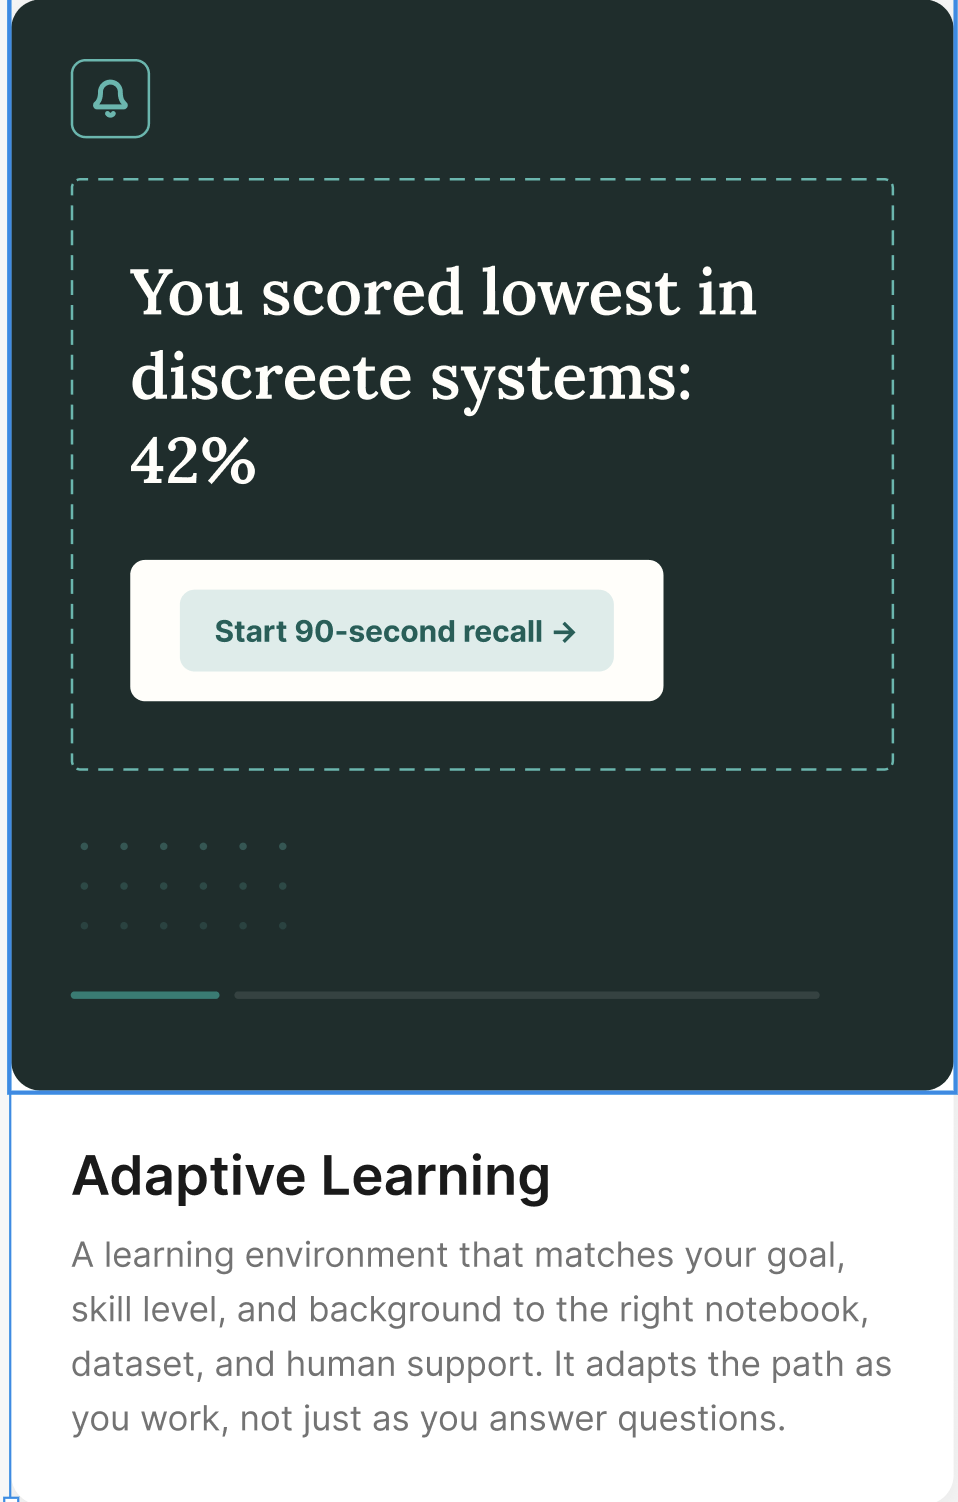 You scored lowest in
discreete systems:
42%
Start 90-second recall →
Adaptive Learning
A learning environment that matches your goal,
skill level, and background to the right notebook,
dataset, and human support. It adapts the path as
you work, not just as you answer questions.